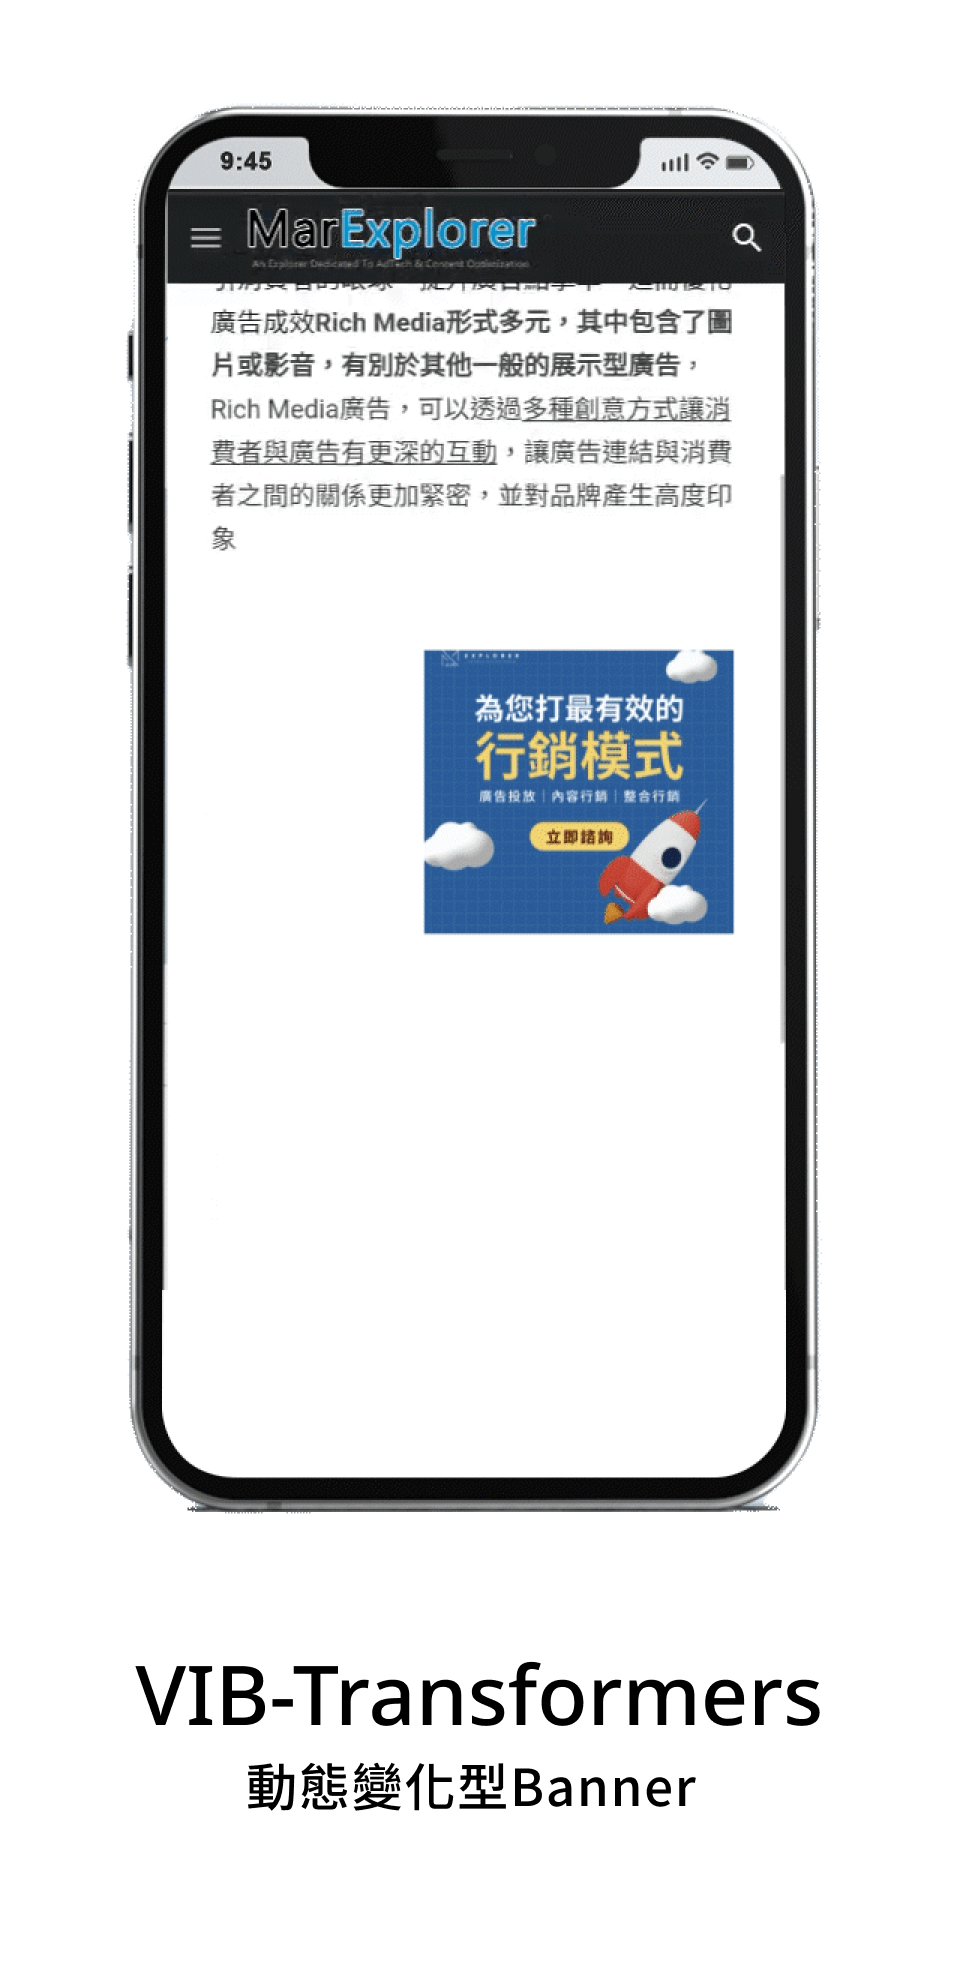 9:45
MarExplorer
An Explorer Dedicated To AdTech & Content Optimization
廣告成效Rich Media形式多元，其中包含了圖
片或影音，有別於其他一般的展示型廣告，
Rich Media廣告，可以透過多種創意方式讓消
費者與廣告有更深的互動，讓廣告連結與消費
者之間的關係更加緊密，並對品牌產生高度印
象
EXPLORER
為您打最有效的
行銷模式
廣告投放｜內容行銷｜整合行銷
立即諮詢
VIB-Transformers
動態變化型Banner